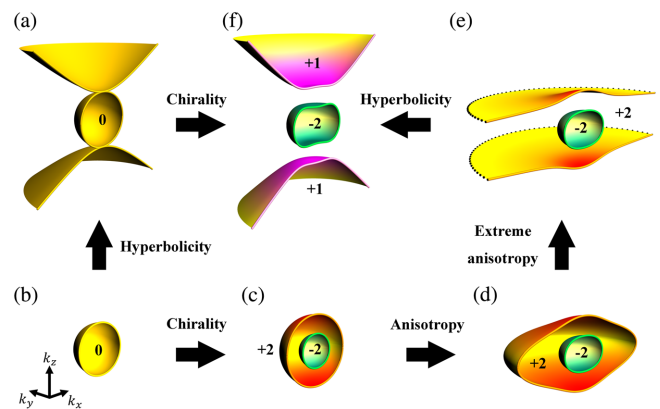 (a)
(f)
(e)
+1
0
Chirality
-2
Hyperbolicity
-2
+2
+1
Hyperbolicity
Extreme
anisotropy
(b)
(c)
(d)
0
Chirality
+2
-2
Anisotropy
+2
-2
k_z
k_y
k_x